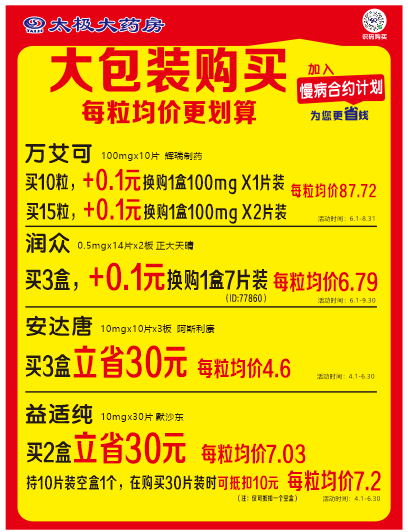 太极大药房
TAIJI
识码购买
大包装购买
每粒均价更划算
加入
慢病合约计划
为您更省钱
万艾可 100mgx10片 辉瑞制药
买10粒，+0.1元换购1盒100mg X1片装 每粒均价87.72
买15粒，+0.1元换购1盒100mg X2片装
活动时间：6.1-8.31
润众 0.5mgx14片x2板 正大天晴
买3盒，+0.1元换购1盒7片装 每粒均价6.79
(ID:77860)
活动时间：6.1-9.30
安达唐 10mgx10片x3板 阿斯利康
买3盒立省30元 每粒均价4.6
活动时间：4.1-6.30
益适纯 10mgx30片 默沙东
买2盒立省30元 每粒均价7.03
持10片装空盒1个，在购买30片装时可抵扣10元 每粒均价7.2
（注：仅可抵扣一个空盒）
活动时间：4.1-6.30